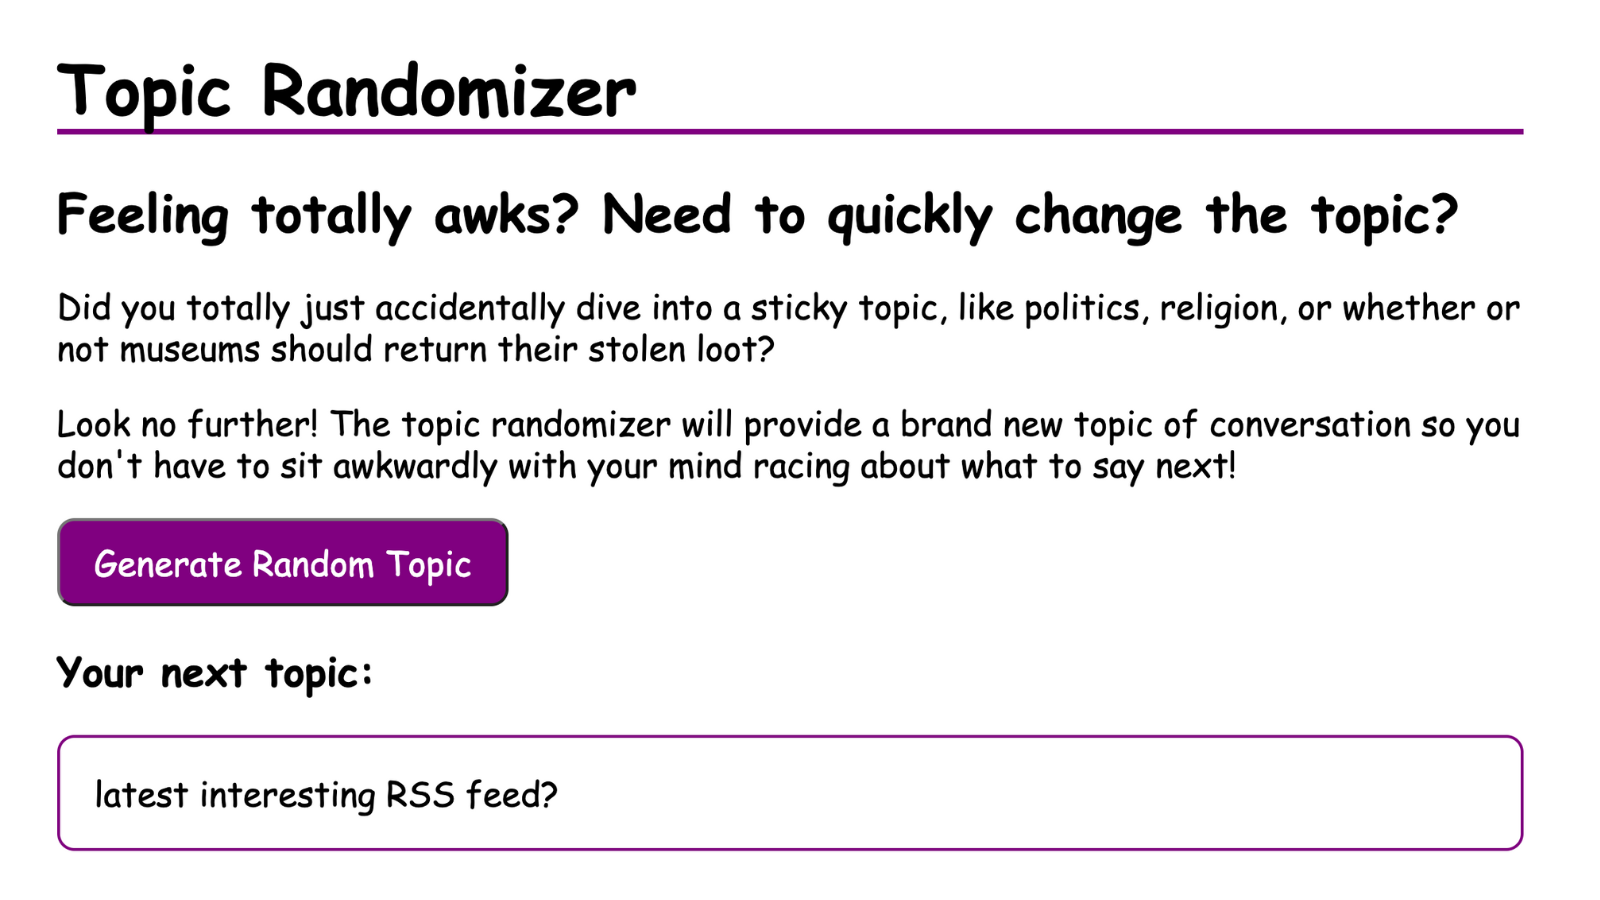 Topic Randomizer
Feeling totally awks? Need to quickly change the topic?
Did you totally just accidentally dive into a sticky topic, like politics, religion, or whether or
not museums should return their stolen loot?
Look no further! The topic randomizer will provide a brand new topic of conversation so you
don't have to sit awkwardly with your mind racing about what to say next!
Generate Random Topic
Your next topic:
latest interesting RSS feed?